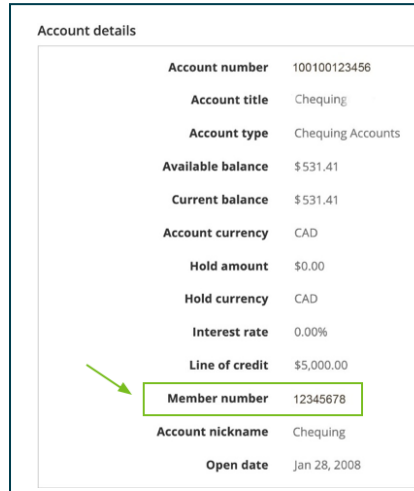 Account details
Account number 100100123456
Account title Chequing
Account type Chequing Accounts
Available balance $531.41
Current balance $531.41
Account currency CAD
Hold amount $0.00
Hold currency CAD
Interest rate 0.00%
Line of credit $5,000.00
Member number 12345678
Account nickname Chequing
Open date Jan 28, 2008